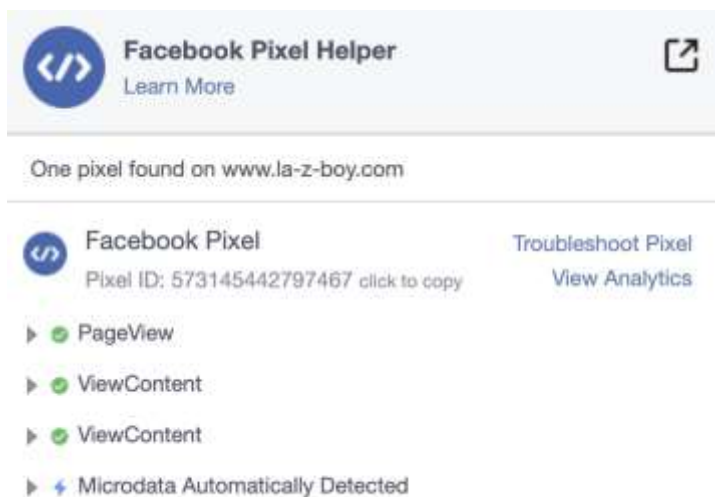 Facebook Pixel Helper
Learn More
One pixel found on www.la-z-boy.com
Facebook Pixel
Troubleshoot Pixel
Pixel ID: 573145442797467 click to copy
View Analytics
PageView
ViewContent
ViewContent
Microdata Automatically Detected